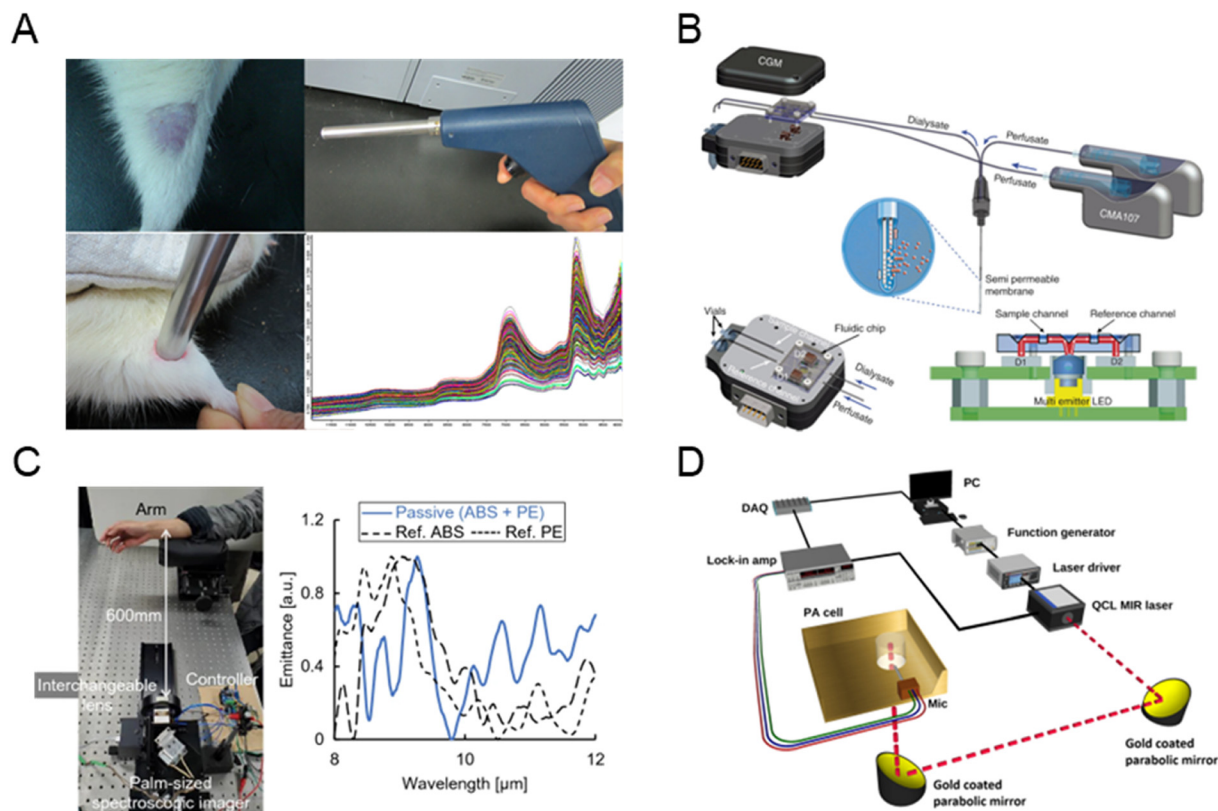 A
B
CGM
Dialysate
Perfusate
Perfusate
CMA107
Semi permeable
membrane
Vials
Fluidic chip
Dialysate
Perfusate
Sample channel
Reference channel
D1
D2
Multi emitter LED
C
Arm
600mm
Interchangeable
lens
Controller
Palm-sized
spectroscopic imager
Passive (ABS + PE)
Ref. ABS
Ref. PE
Emittance [a.u.]
1.2
0.8
0.4
0
8
10
12
Wavelength [μm]
D
PC
DAQ
Function generator
Lock-in amp
Laser driver
QCL MIR laser
PA cell
Mic
Gold coated
parabolic mirror
Gold coated
parabolic mirror